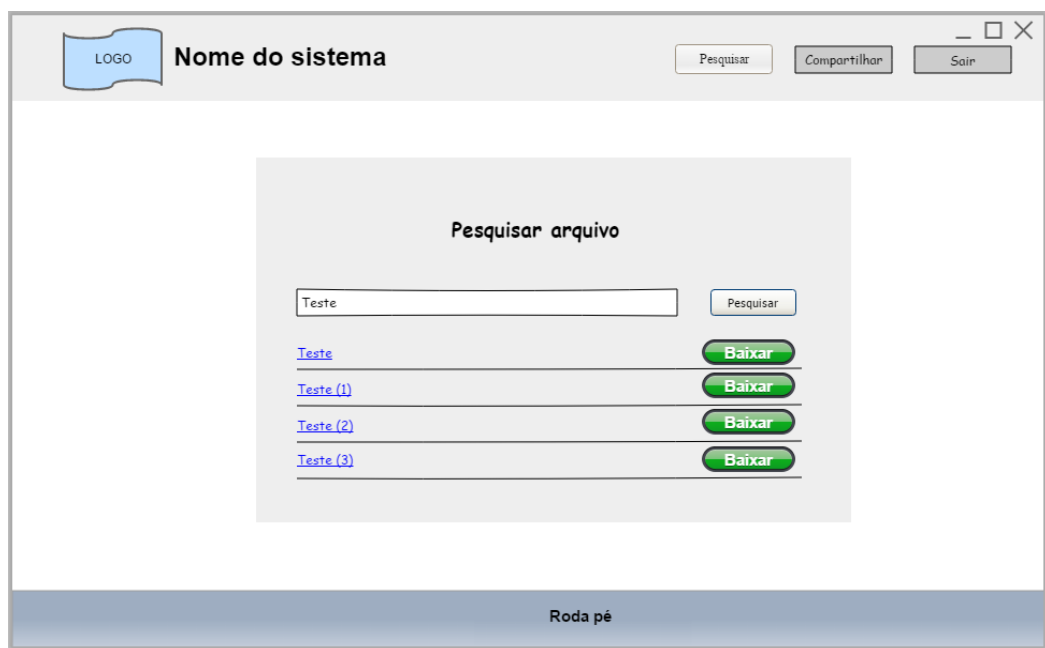 LOGO
Nome do sistema
Pesquisar
Compartilhar
Sair
Pesquisar arquivo
Teste
Pesquisar
Teste
Baixar
Teste (1)
Baixar
Teste (2)
Baixar
Teste (3)
Baixar
Roda pé